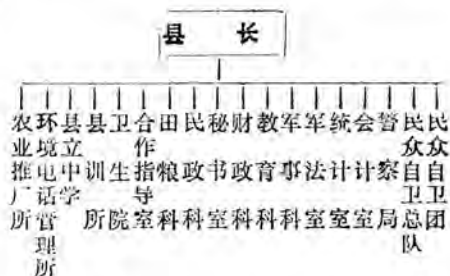 县长
农业推广所
环境电话管理所
县立中学
县训所
卫生院
合作指导室
田粮科
民政科
秘书室
财政科
教育科
军事科
军法室
统计室
会计室
督察局
民众自卫总队
民众自卫团